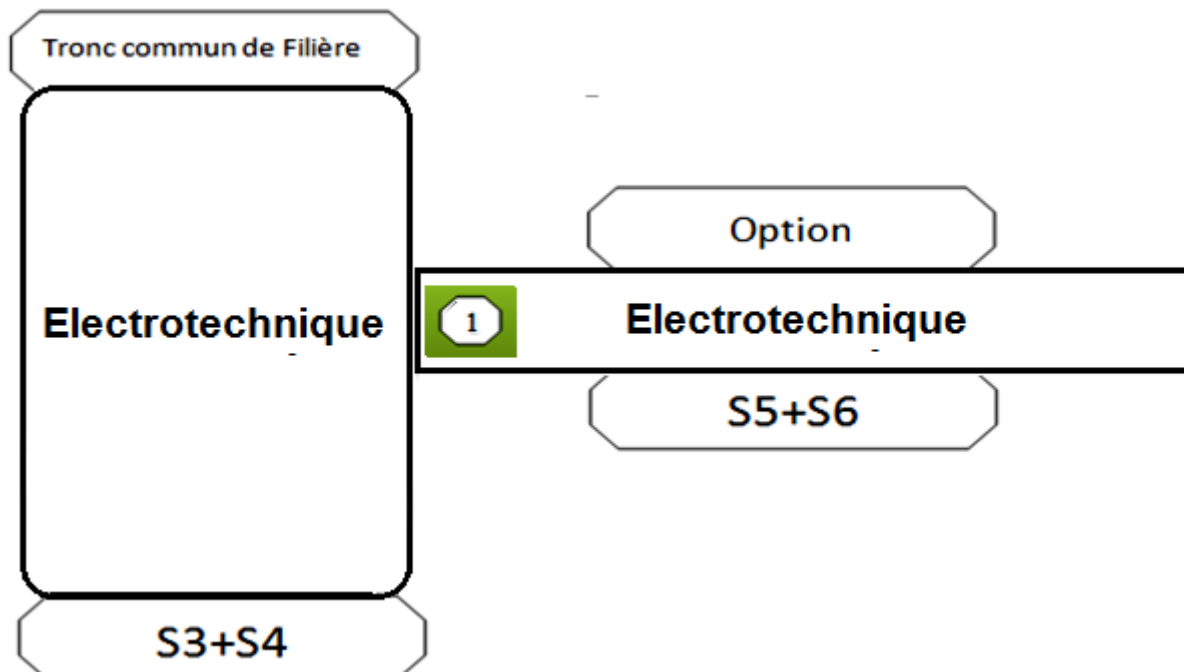 Tronc commun de Filière
Electrotechnique
S3+S4
Option
1
Electrotechnique
S5+S6